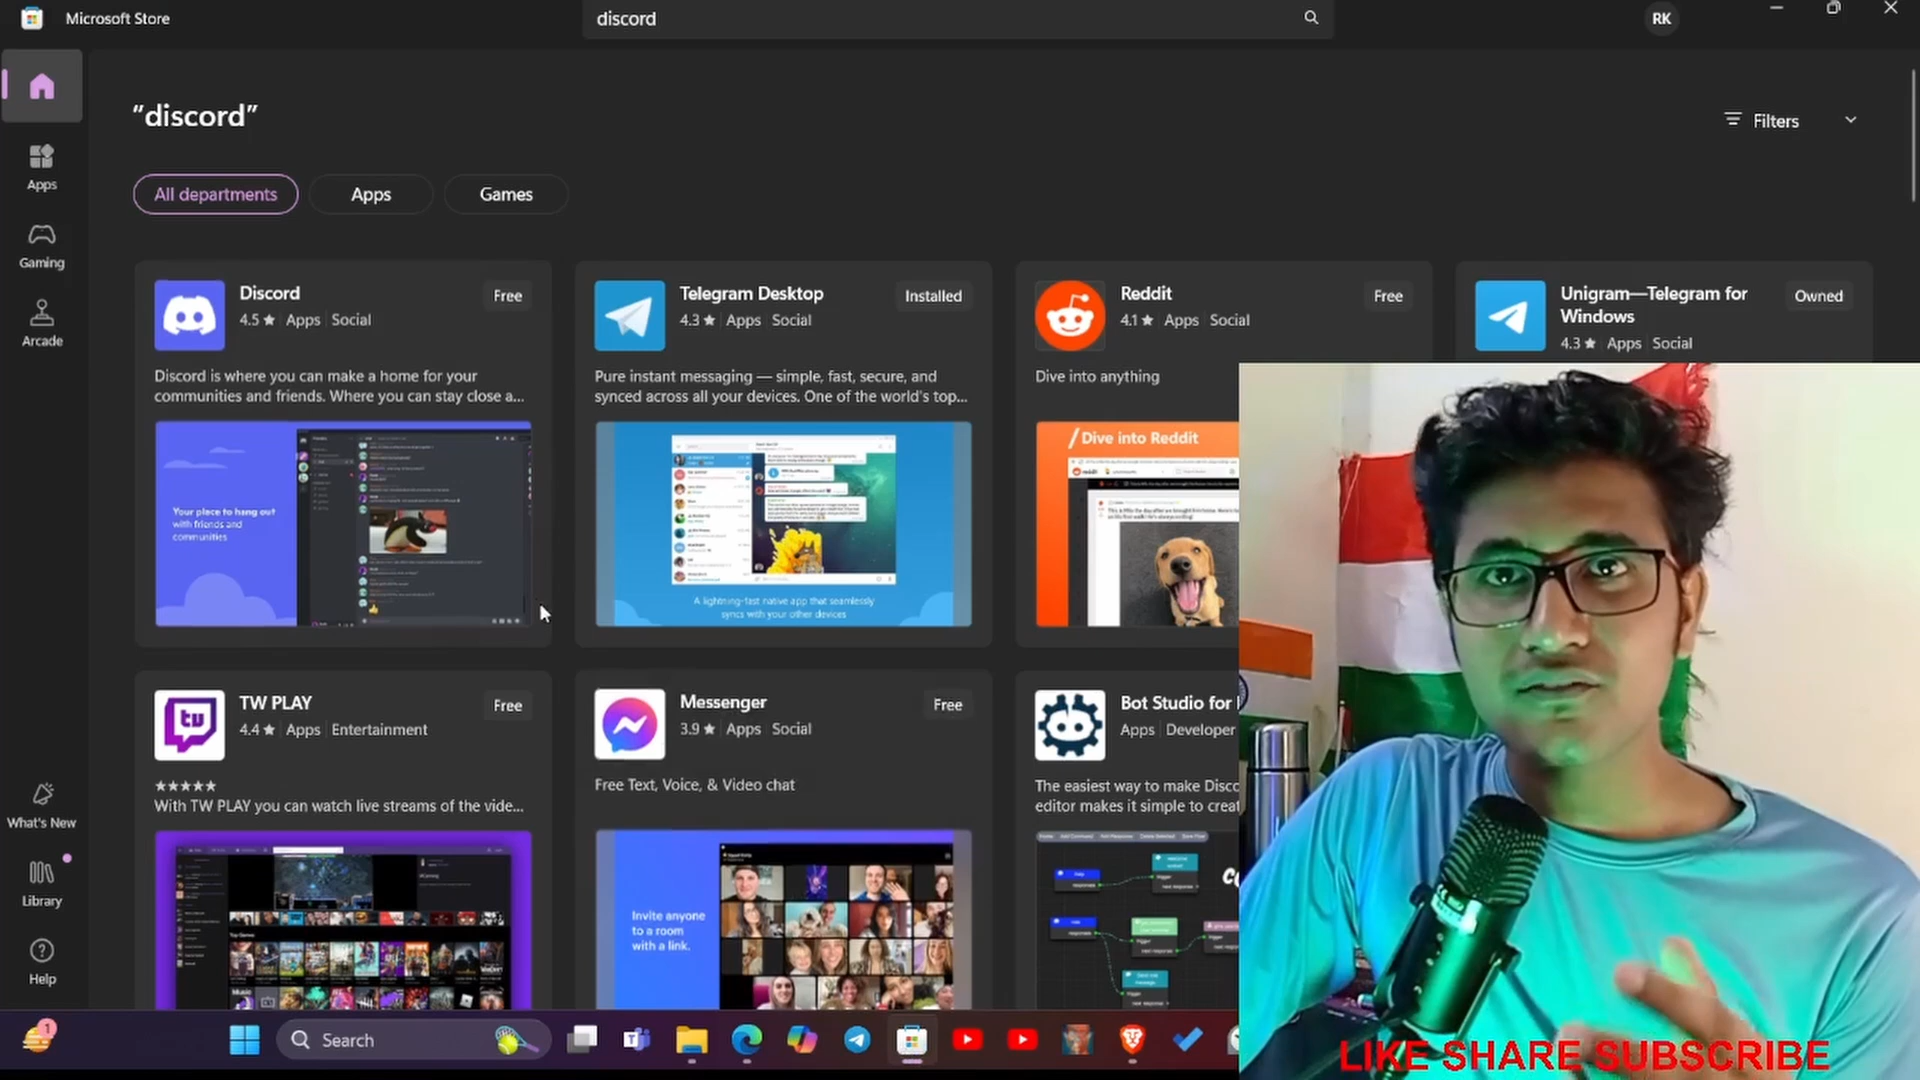 Microsoft Store
discord
RK
“discord”
Filters
All departments
Apps
Games
Apps
Gaming
Arcade
What's New
Library
Help
Discord
Free
4.5 ★ Apps Social
Discord is where you can make a home for your
communities and friends. Where you can stay close a...
Your place to hang out
with friends and
communities
Telegram Desktop
Installed
4.3 ★ Apps Social
Pure instant messaging — simple, fast, secure, and
synced across all your devices. One of the world's top...
A lightning-fast native app that seamlessly
syncs with your other devices
Reddit
Free
4.1 ★ Apps Social
Dive into anything
/Dive into Reddit
Unigram—Telegram for
Windows
Owned
4.3 ★ Apps Social
TW PLAY
Free
4.4 ★ Apps Entertainment
★★★★★
With TW PLAY you can watch live streams of the vide...
Messenger
Free
3.9 ★ Apps Social
Free Text, Voice, & Video chat
Invite anyone
to a room
with a link.
Bot Studio for
Apps Developer
The easiest way to make
editor makes it simple to
1
Search
LIKE SHARE SUBSCRIBE